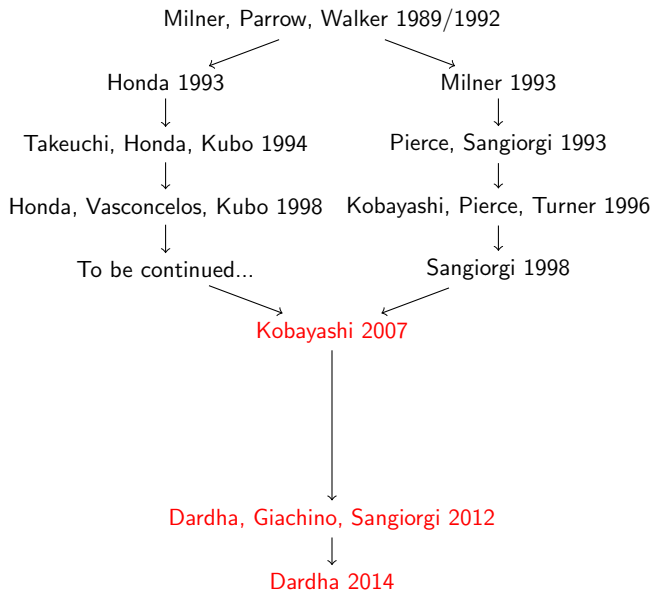 Milner, Parrow, Walker 1989/1992
Honda 1993
Milner 1993
Takeuchi, Honda, Kubo 1994
Pierce, Sangiorgi 1993
Honda, Vasconcelos, Kubo 1998
Kobayashi, Pierce, Turner 1996
To be continued...
Sangiorgi 1998
Kobayashi 2007
Dardha, Giachino, Sangiorgi 2012
Dardha 2014